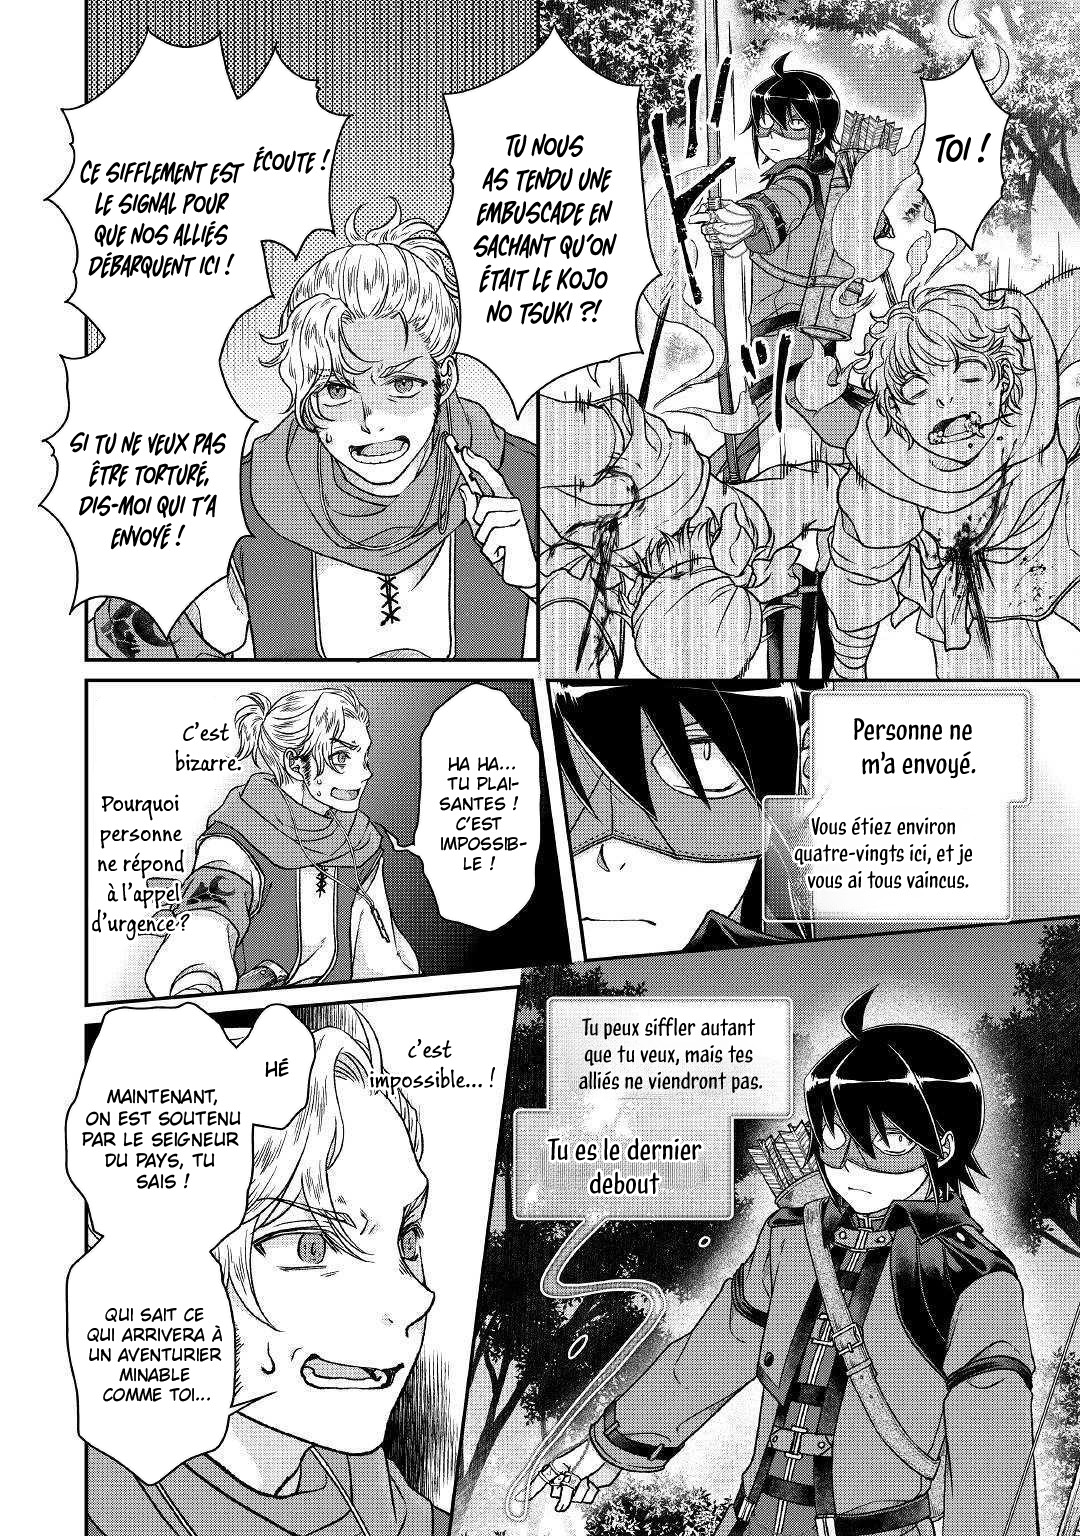 TOI !
TU NOUS
AS TENDU UNE
EMBUSCADE EN
SACHANT QU'ON
ÉTAIT LE KOJO
NO TSUKI ?!
ÉCOUTE !
CE SIFFLEMENT EST
LE SIGNAL POUR
QUE NOS ALLIÉS
DÉBARQUENT ICI !
SI TU NE VEUX PAS
ÊTRE TORTURÉ,
DIS-MOI QUI T'A
ENVOYÉ !
Personne ne
m'a envoyé.
Vous étiez environ
quatre-vingts ici, et je
vous ai tous vaincus.
HA HA...
TU PLAI-
SANTES !
C'EST
IMPOSSIB-
LE !
C'est
bizarre.
Pourquoi
personne
ne répond
à l'appel
d'urgence ?
Tu peux siffler autant
que tu veux, mais tes
alliés ne viendront pas.
Tu es le dernier
debout
c'est
impossible... !
HÉ
MAINTENANT,
ON EST SOUTENU
PAR LE SEIGNEUR
DU PAYS, TU
SAIS !
QUI SAIT CE
QUI ARRIVERA À
UN AVENTURIER
MINABLE
COMME TOI...